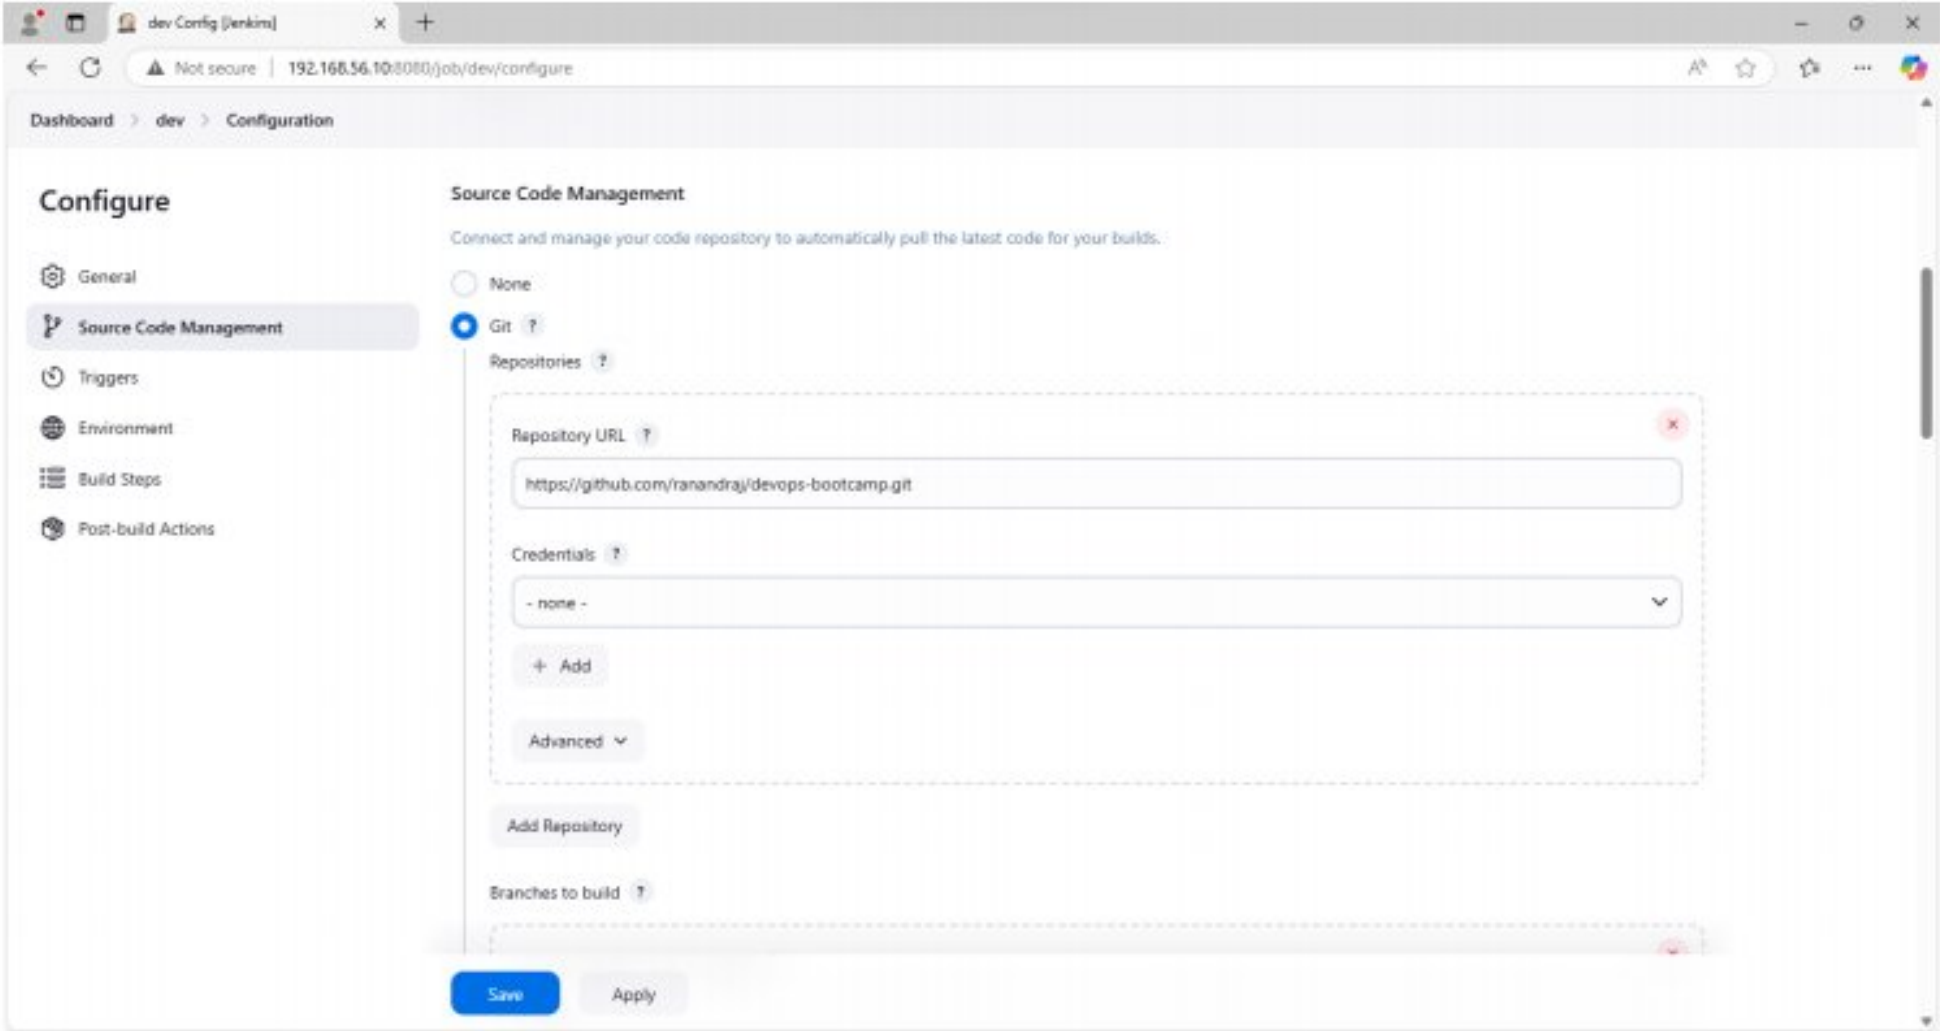 dev Config [Jenkins]
Not secure | 192.168.56.10:8080/job/dev/configure
Dashboard > dev > Configuration
Configure
General
Source Code Management
Triggers
Environment
Build Steps
Post-build Actions
Source Code Management
Connect and manage your code repository to automatically pull the latest code for your builds.
None
Git ?
Repositories ?
Repository URL ?
https://github.com/ranandraj/devops-bootcamp.git
Credentials ?
- none -
+ Add
Advanced
Add Repository
Branches to build ?
Save Apply